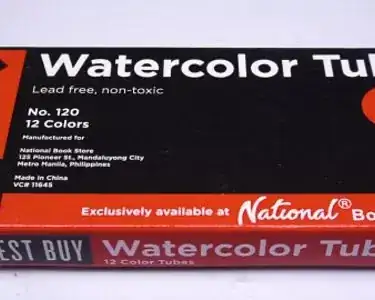 Watercolor Tu
Lead free, non-toxic
No. 120
12 Colors
Manufactured for
National Book Store
125 Pioneer St., Mandaluyong City
Metro Manila, Philippines
Made in China
VC# 11645
Exclusively available at National® Bo
EST BUY Watercolor Tube
12 Color Tubes